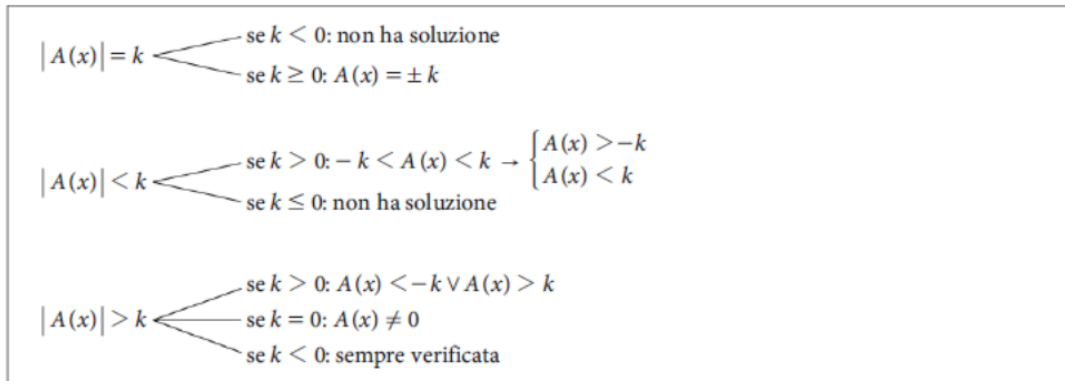 |A(x)| = k
se k < 0: non ha soluzione
se k ≥ 0: A(x) = ± k
|A(x)| < k
se k > 0: − k < A(x) < k → { A(x) > −k
A(x) < k
se k ≤ 0: non ha soluzione
|A(x)| > k
se k > 0: A(x) < −k ∨ A(x) > k
se k = 0: A(x) ≠ 0
se k < 0: sempre verificata